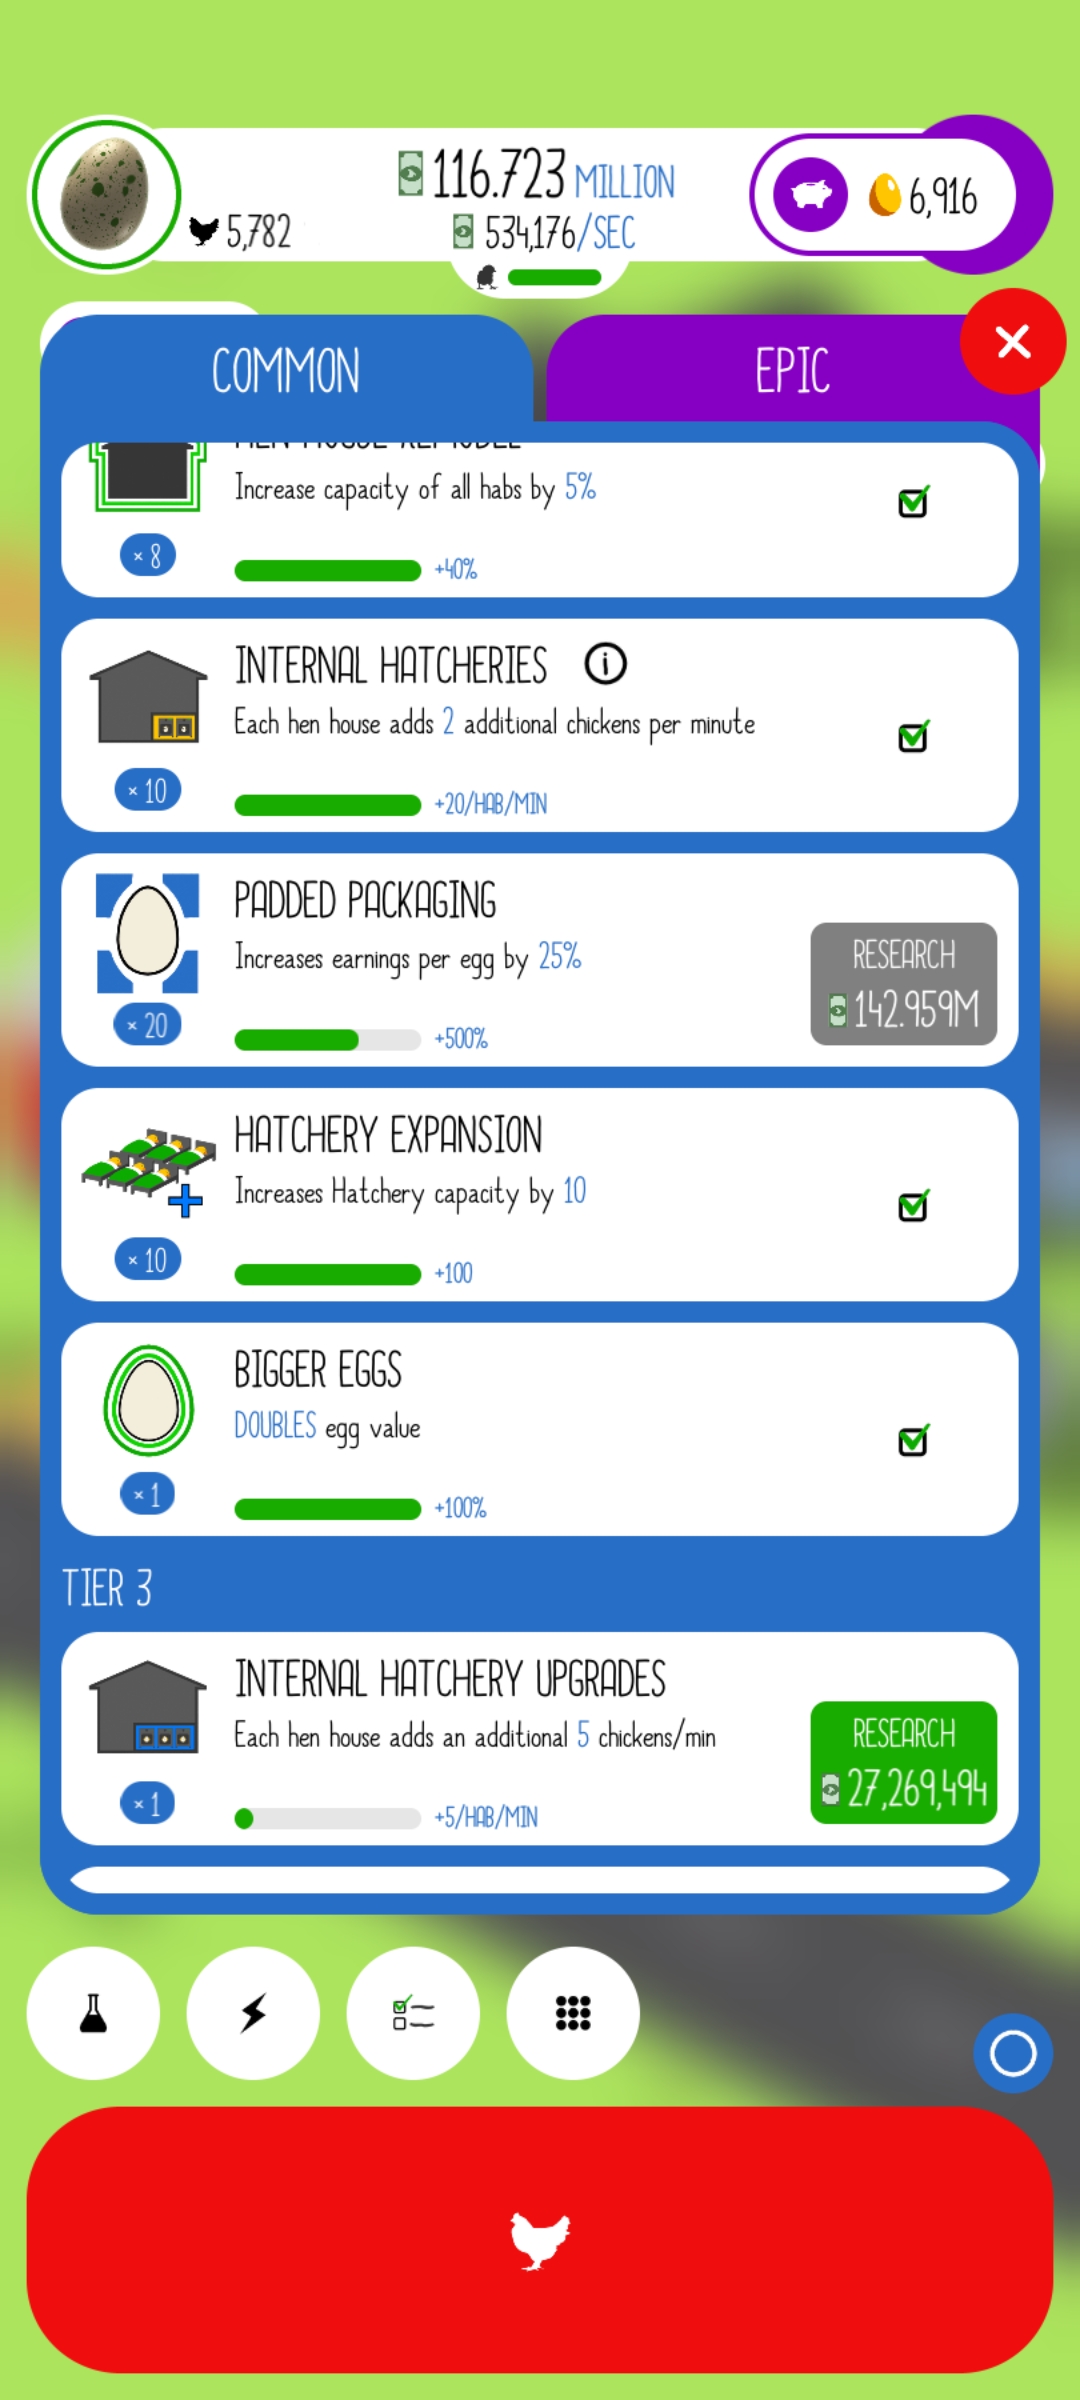 116.723 MILLION
5,782
534,176/SEC
6,916
COMMON
EPIC
HEN HOUSE REMODEL
Increase capacity of all habs by 5%
× 8
+40%
INTERNAL HATCHERIES i
Each hen house adds 2 additional chickens per minute
× 10
+20/HAB/MIN
PADDED PACKAGING
Increases earnings per egg by 25%
RESEARCH
142.959M
× 20
+500%
HATCHERY EXPANSION
Increases Hatchery capacity by 10
× 10
+100
BIGGER EGGS
DOUBLES egg value
× 1
+100%
TIER 3
INTERNAL HATCHERY UPGRADES
Each hen house adds an additional 5 chickens/min
RESEARCH
27,269,494
× 1
+5/HAB/MIN